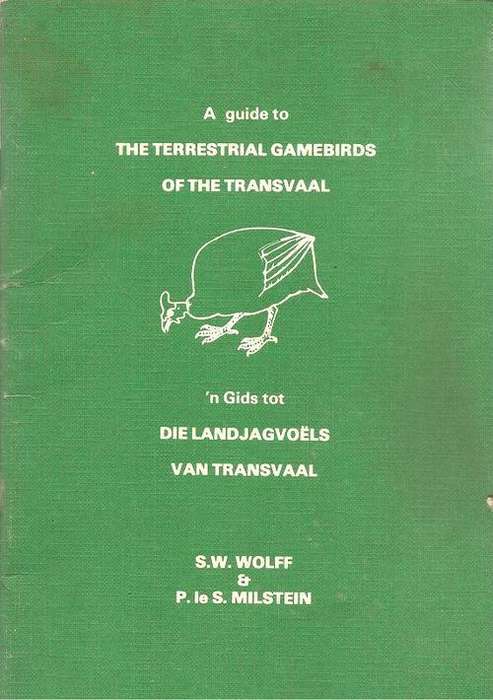 A guide to
THE TERRESTRIAL GAMEBIRDS
OF THE TRANSVAAL
'n Gids tot
DIE LANDJAGVOËLS
VAN TRANSVAAL
S.W. WOLFF
&
P. le S. MILSTEIN